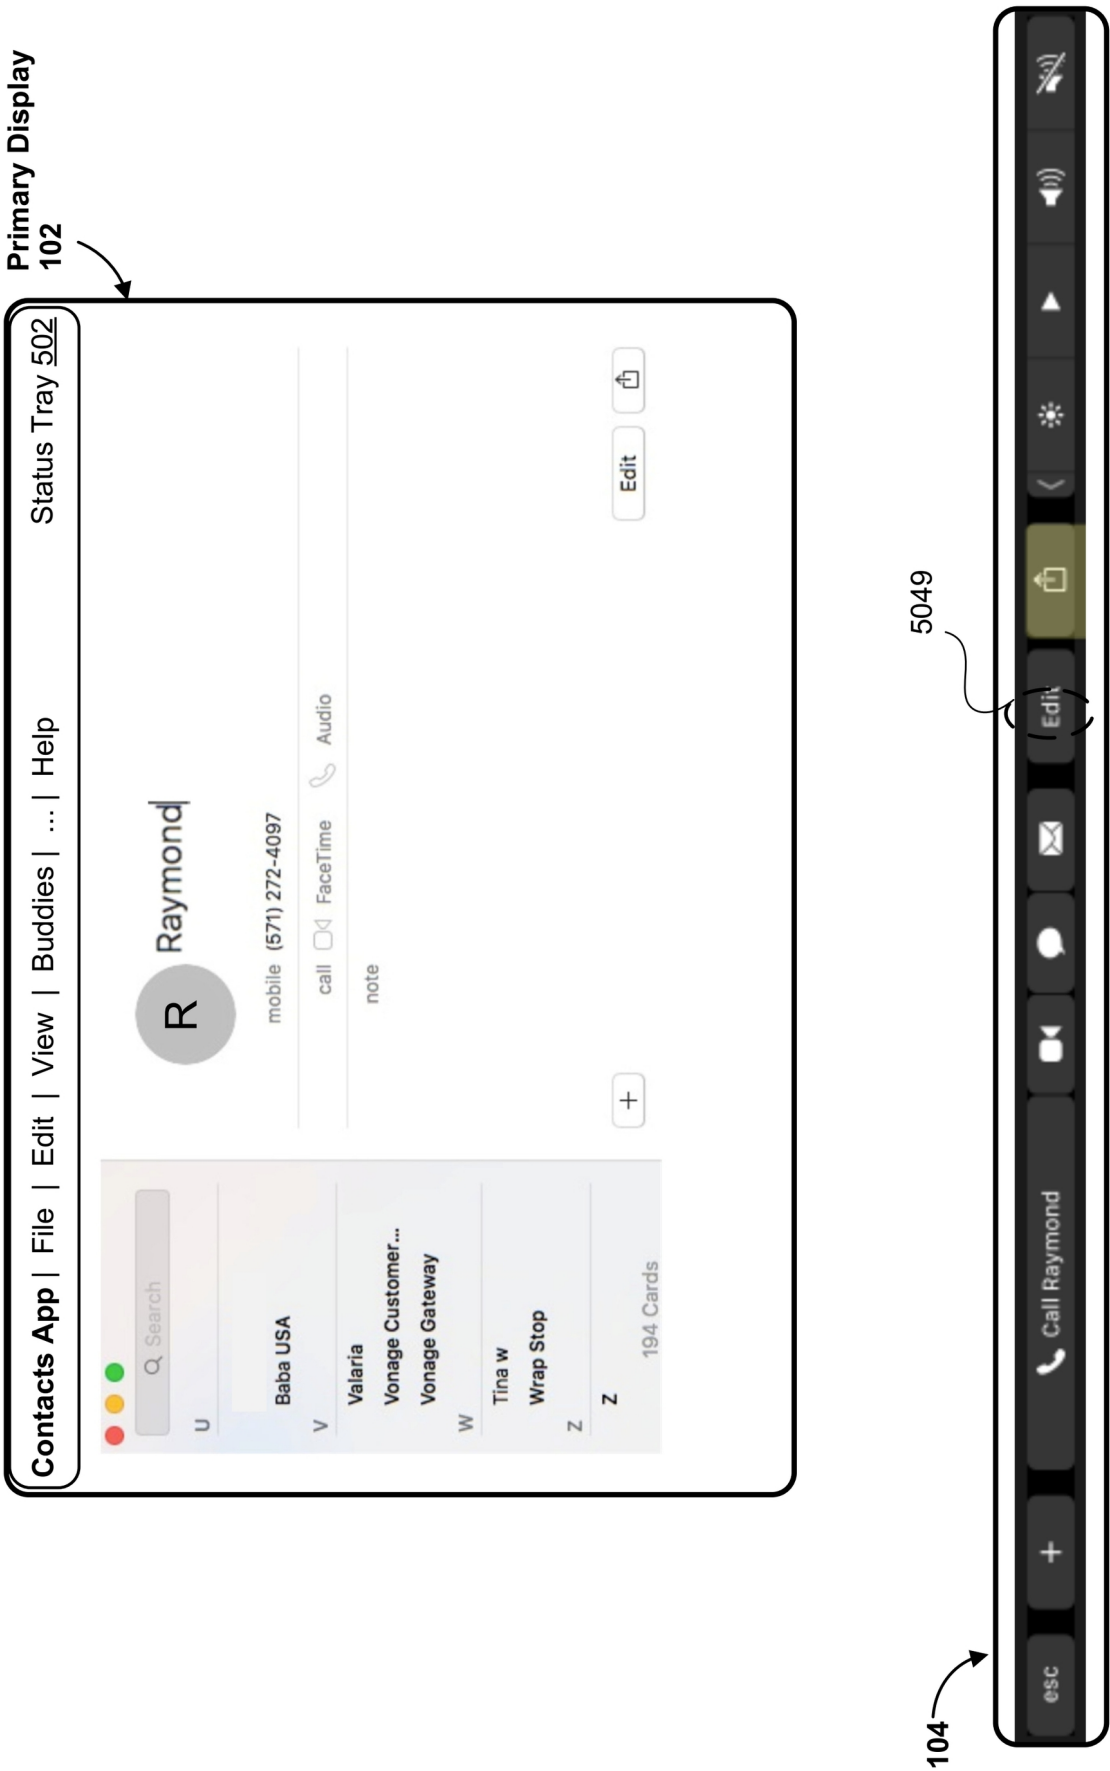 Primary Display
102
Contacts App | File | Edit | View | Buddies | ... | Help
Status Tray 502
Search
U
Baba USA
V
Valaria
Vonage Customer...
Vonage Gateway
W
Tina w
Wrap Stop
Z
Z
194 Cards
R
Raymond
mobile (571) 272-4097
call FaceTime Audio
note
+
Edit
5049
104
esc
+
Call Raymond
Edit